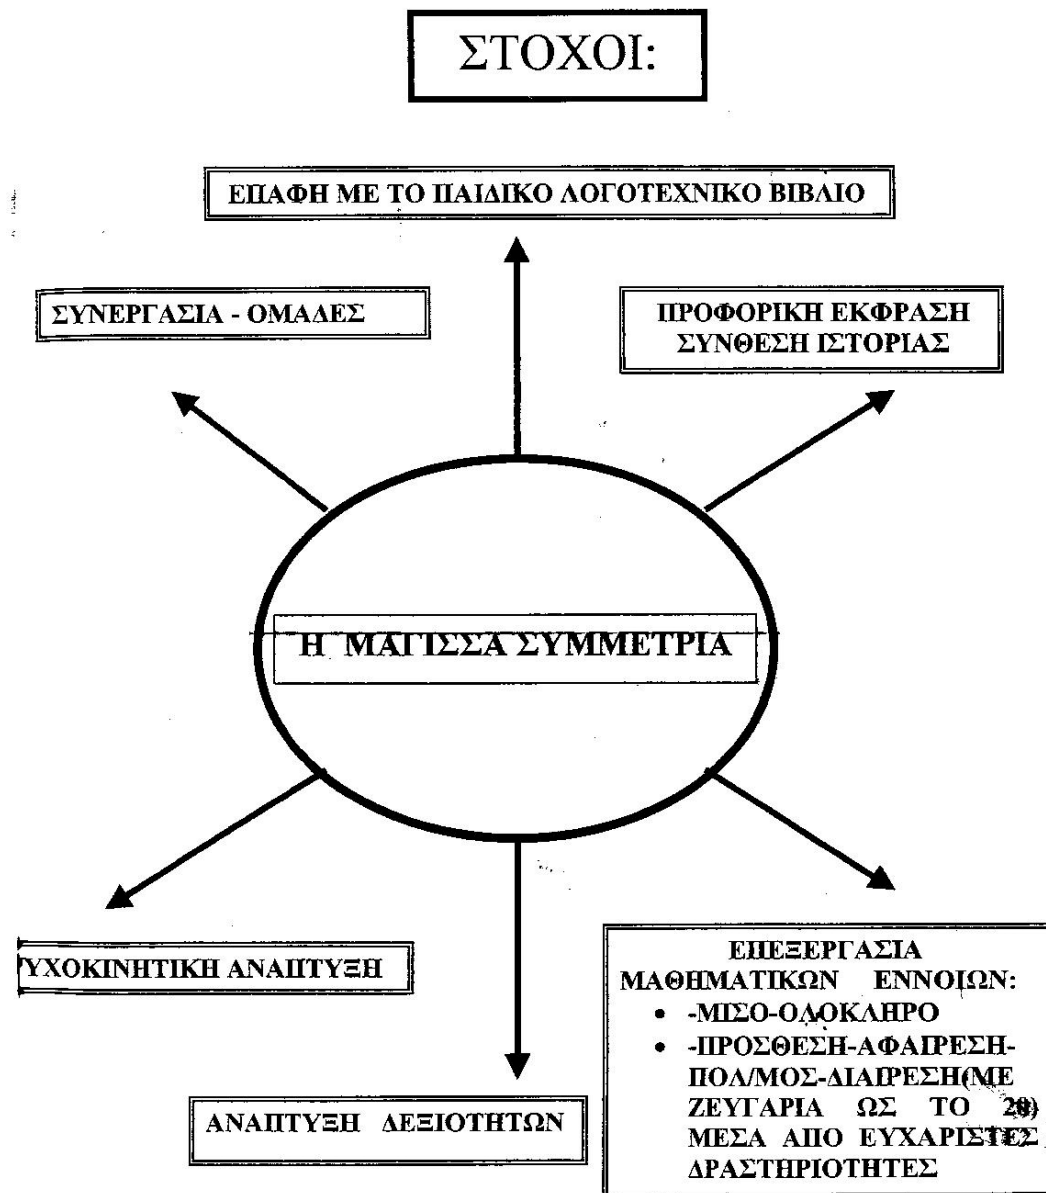 ΣΤΟΧΟΙ:
ΕΠΑΦΗ ΜΕ ΤΟ ΠΑΙΔΙΚΟ ΛΟΓΟΤΕΧΝΙΚΟ ΒΙΒΛΙΟ
ΣΥΝΕΡΓΑΣΙΑ - ΟΜΑΔΕΣ
ΠΡΟΦΟΡΙΚΗ ΕΚΦΡΑΣΗ
ΣΥΝΘΕΣΗ ΙΣΤΟΡΙΑΣ
Η ΜΑΓΙΣΣΑ ΣΥΜΜΕΤΡΙΑ
ΥΧΟΚΙΝΗΤΙΚΗ ΑΝΑΠΤΥΞΗ
ΑΝΑΠΤΥΞΗ ΔΕΞΙΟΤΗΤΩΝ
ΕΠΕΞΕΡΓΑΣΙΑ
ΜΑΘΗΜΑΤΙΚΩΝ ΕΝΝΟΙΩΝ:
• -ΜΙΣΟ-ΟΛΟΚΛΗΡΟ
• -ΠΡΟΣΘΕΣΗ-ΑΦΑΙΡΕΣΗ-
ΠΟΛ/ΜΟΣ-ΔΙΑΙΡΕΣΗ(ΜΕ
ΖΕΥΓΑΡΙΑ ΩΣ ΤΟ 20)
ΜΕΣΑ ΑΠΟ ΕΥΧΑΡΙΣΤΕΣ
ΔΡΑΣΤΗΡΙΟΤΗΤΕΣ